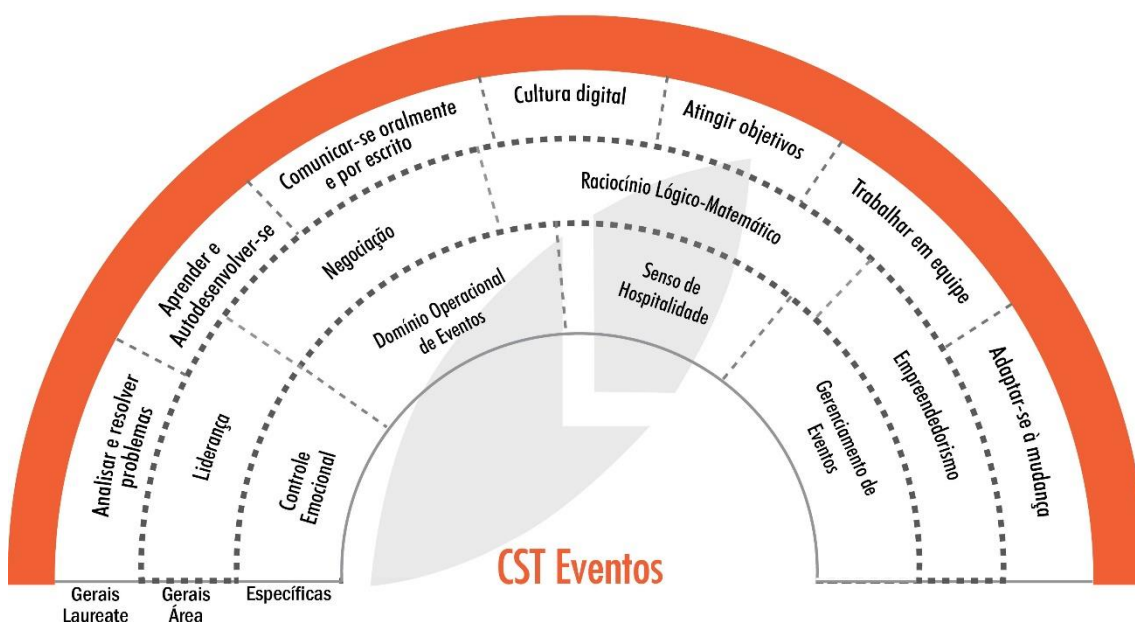 Analisar e resolver
problemas
Aprender e
Autodesenvolver-se
Comunicar-se oralmente
e por escrito
Cultura digital
Atingir objetivos
Trabalhar em equipe
Adaptar-se à mudança
Liderança
Negociação
Raciocínio Lógico-Matemático
Empreendedorismo
Controle
Emocional
Domínio Operacional
de Eventos
Senso de
Hospitalidade
Gerenciamento de
Eventos
CST Eventos
Gerais
Laureate
Gerais
Área
Específicas